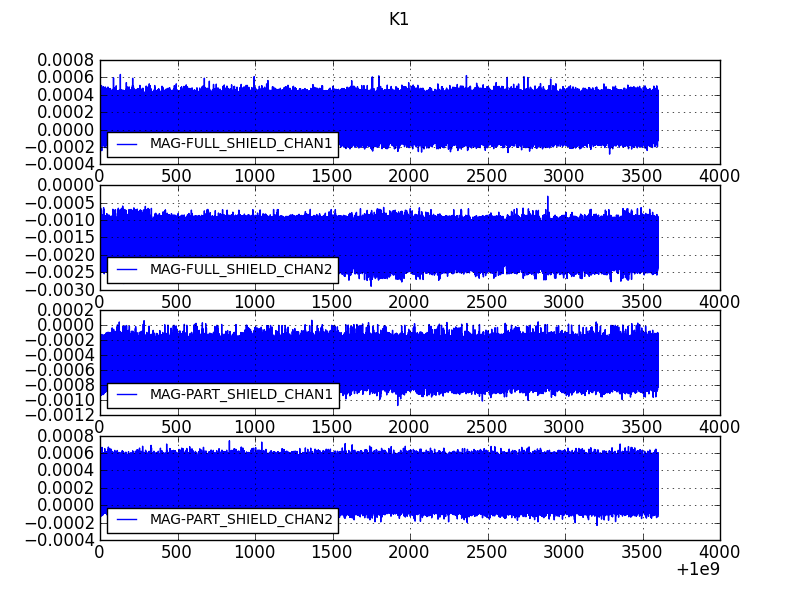 K1
0.0008
0.0006
0.0004
0.0002
0.0000
−0.0002
−0.0004
MAG-FULL_SHIELD_CHAN1
0 500 1000 1500 2000 2500 3000 3500 4000
0.0000
−0.0005
−0.0010
−0.0015
−0.0020
−0.0025
−0.0030
MAG-FULL_SHIELD_CHAN2
0 500 1000 1500 2000 2500 3000 3500 4000
0.0002
0.0000
−0.0002
−0.0004
−0.0006
−0.0008
−0.0010
−0.0012
MAG-PART_SHIELD_CHAN1
0 500 1000 1500 2000 2500 3000 3500 4000
0.0008
0.0006
0.0004
0.0002
0.0000
−0.0002
−0.0004
MAG-PART_SHIELD_CHAN2
0 500 1000 1500 2000 2500 3000 3500 4000
+1e9